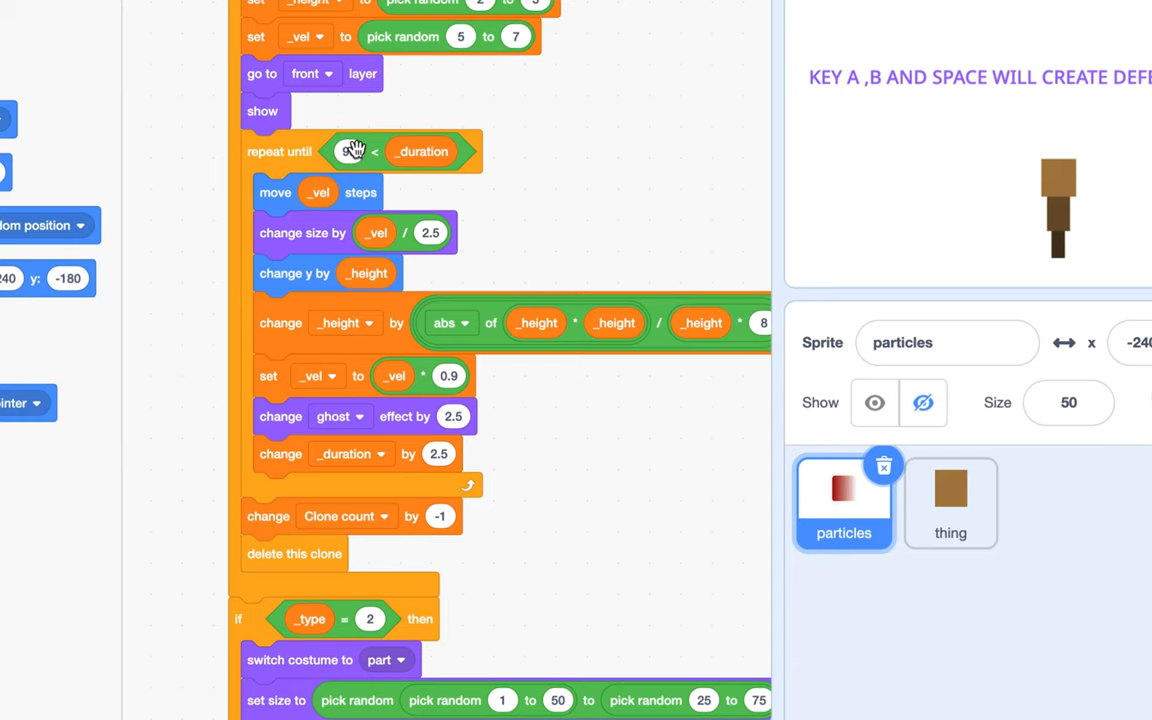 set _height to pick random 2 to 3
set _vel to pick random 5 to 7
go to front layer
show
repeat until < _duration
move _vel steps
change size by _vel / 2.5
change y by _height
change _height by abs of _height * _height / _height * 8
set _vel to _vel * 0.9
change ghost effect by 2.5
change _duration by 2.5
change Clone count by -1
delete this clone
if _type = 2 then
switch costume to part
set size to pick random pick random 1 to 50 to pick random 25 to 75
dom position
240 y: -180
inter
KEY A ,B AND SPACE WILL CREATE DEFE
Sprite particles x -240
Show Size 50
particles
thing